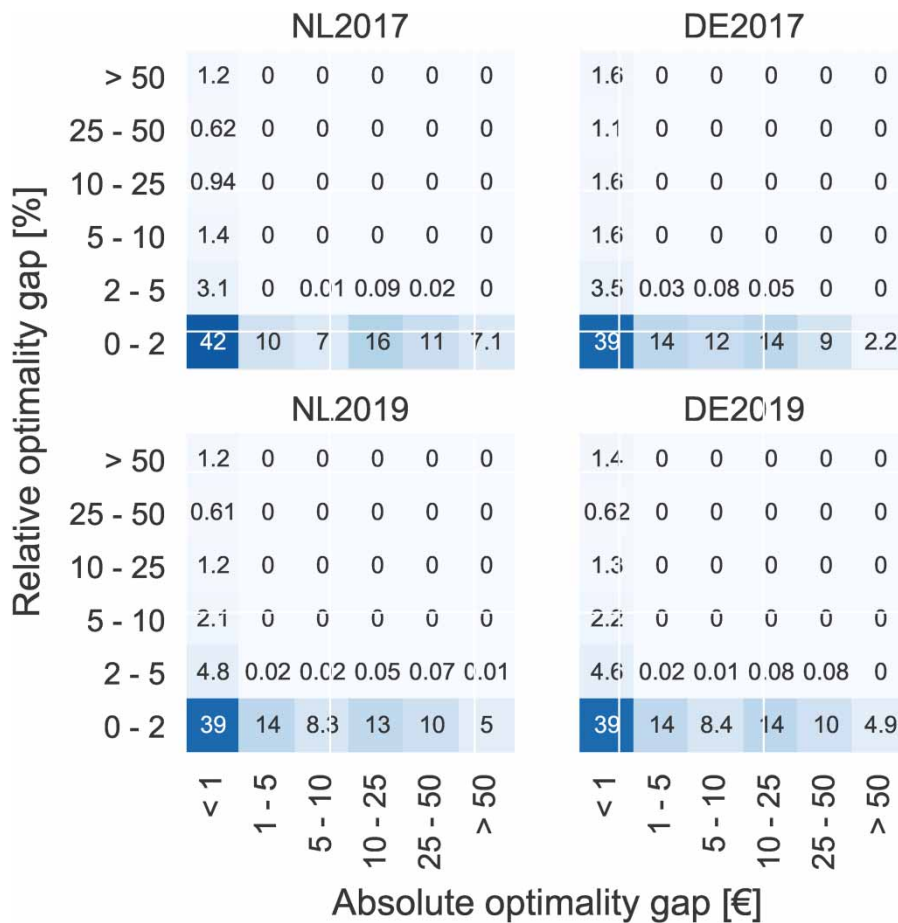 NL2017 DE2017
> 50 1.2 0 0 0 0 0 1.6 0 0 0 0 0
25 - 50 0.62 0 0 0 0 0 1.1 0 0 0 0 0
10 - 25 0.94 0 0 0 0 0 1.6 0 0 0 0 0
5 - 10 1.4 0 0 0 0 0 1.6 0 0 0 0 0
2 - 5 3.1 0 0.01 0.09 0.02 0 3.5 0.03 0.08 0.05 0 0
0 - 2 42 10 7 16 11 7.1 39 14 12 14 9 2.2
Relative optimality gap [%]
NL2019 DE2019
> 50 1.2 0 0 0 0 0 1.4 0 0 0 0 0
25 - 50 0.61 0 0 0 0 0 0.62 0 0 0 0 0
10 - 25 1.2 0 0 0 0 0 1.3 0 0 0 0 0
5 - 10 2.1 0 0 0 0 0 2.2 0 0 0 0 0
2 - 5 4.8 0.02 0.02 0.05 0.07 0.01 4.6 0.02 0.01 0.08 0.08 0
0 - 2 39 14 8.3 13 10 5 39 14 8.4 14 10 4.9
< 1 1 - 5 5 - 10 10 - 25 25 - 50 > 50 < 1 1 - 5 5 - 10 10 - 25 25 - 50 > 50
Absolute optimality gap [€]